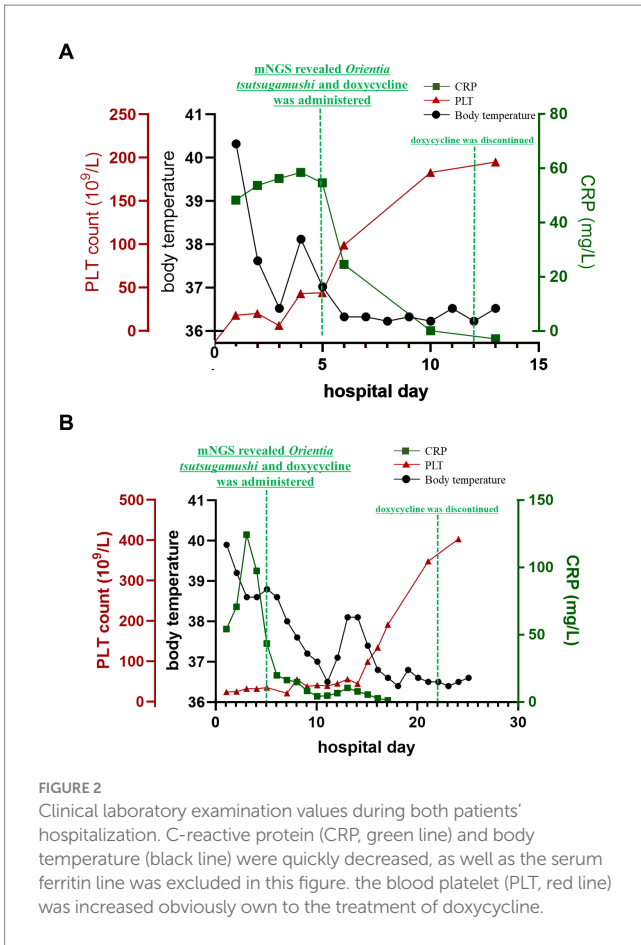 A
mNGS revealed Orientia
tsutsugamushi and doxycycline
was administered
CRP
PLT
Body temperature
doxycycline was discontinued
PLT count (10^9/L)
250
200
150
100
50
0
body temperature
41
40
39
38
37
36
CRP (mg/L)
80
60
40
20
0
0
5
10
15
hospital day
B
mNGS revealed Orientia
tsutsugamushi and doxycycline
was administered
CRP
PLT
Body temperature
doxycycline was discontinued
PLT count (10^9/L)
500
400
300
200
100
0
body temperature
41
40
39
38
37
36
CRP (mg/L)
150
100
50
0
0
10
20
30
hospital day
FIGURE 2
Clinical laboratory examination values during both patients'
hospitalization. C-reactive protein (CRP, green line) and body
temperature (black line) were quickly decreased, as well as the serum
ferritin line was excluded in this figure. the blood platelet (PLT, red line)
was increased obviously own to the treatment of doxycycline.